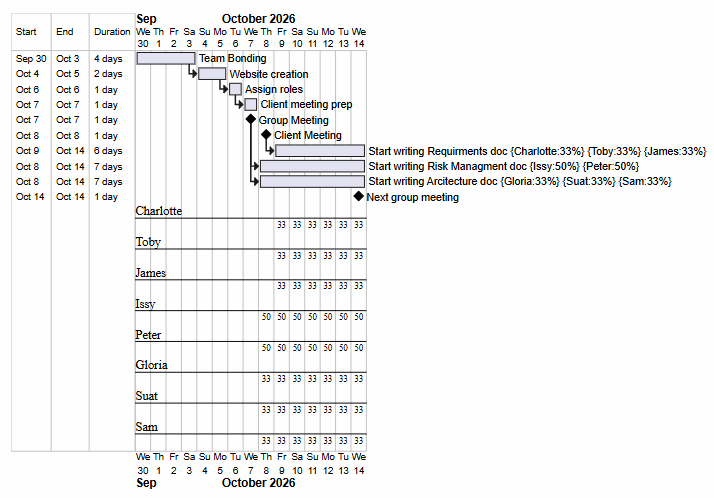 Sep October 2026
Start End Duration We Th Fr Sa Su Mo Tu We Th Fr Sa Su Mo Tu We
30 1 2 3 4 5 6 7 8 9 10 11 12 13 14
Sep 30 Oct 3 4 days Team Bonding
Oct 4 Oct 5 2 days Website creation
Oct 6 Oct 6 1 day Assign roles
Oct 7 Oct 7 1 day Client meeting prep
Oct 7 Oct 7 1 day Group Meeting
Oct 8 Oct 8 1 day Client Meeting
Oct 9 Oct 14 6 days Start writing Requirments doc {Charlotte:33%} {Toby:33%} {James:33%}
Oct 8 Oct 14 7 days Start writing Risk Managment doc {Issy:50%} {Peter:50%}
Oct 8 Oct 14 7 days Start writing Arcitecture doc {Gloria:33%} {Suat:33%} {Sam:33%}
Oct 14 Oct 14 1 day Next group meeting
Charlotte
33 33 33 33 33 33
Toby
33 33 33 33 33 33
James
33 33 33 33 33 33
Issy
50 50 50 50 50 50 50
Peter
50 50 50 50 50 50 50
Gloria
33 33 33 33 33 33 33
Suat
33 33 33 33 33 33 33
Sam
33 33 33 33 33 33 33
We Th Fr Sa Su Mo Tu We Th Fr Sa Su Mo Tu We
30 1 2 3 4 5 6 7 8 9 10 11 12 13 14
Sep October 2026